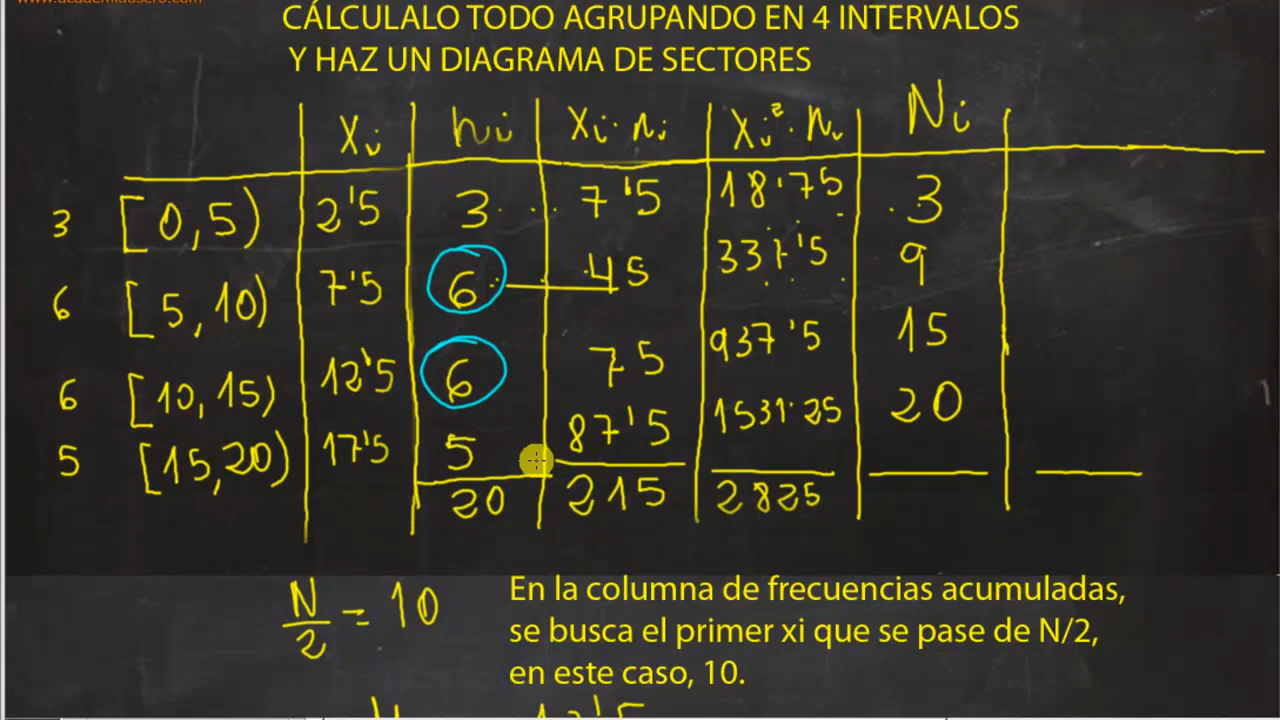 CÁLCULALO TODO AGRUPANDO EN 4 INTERVALOS
Y HAZ UN DIAGRAMA DE SECTORES
xi ni xi·ni xi²·ni Ni
3 [0,5) 2'5 3 7'5 18'75 3
6 [5,10) 7'5 6 45 337'5 9
6 [10,15) 12'5 6 75 937'5 15
5 [15,20) 17'5 5 87'5 1531'25 20
20 215 2825
N/2 = 10
En la columna de frecuencias acumuladas,
se busca el primer xi que se pase de N/2,
en este caso, 10.